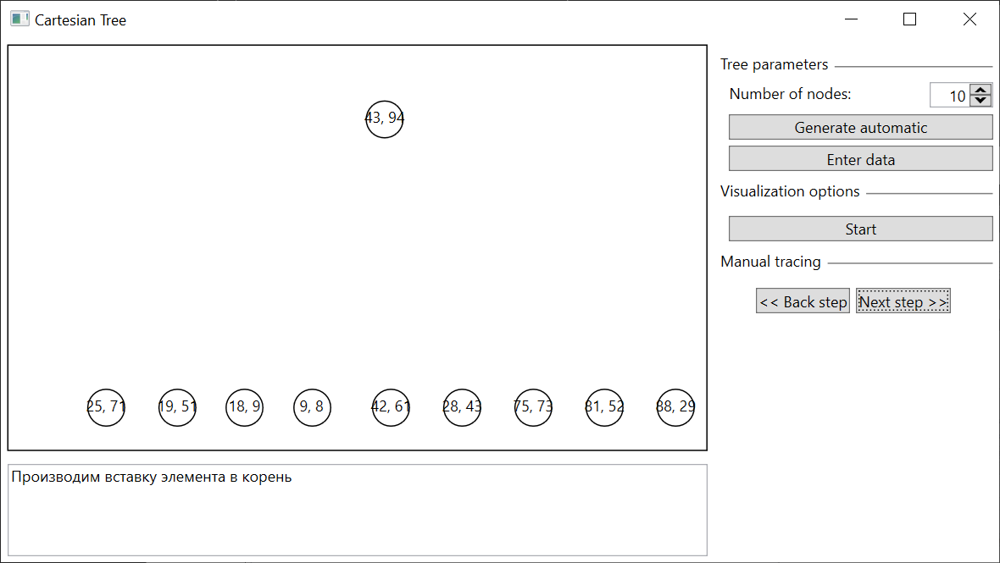 Cartesian Tree
43, 94
25, 71
19, 51
18, 9
9, 8
42, 61
28, 43
75, 73
81, 52
88, 29
Производим вставку элемента в корень
Tree parameters
Number of nodes:
10
Generate automatic
Enter data
Visualization options
Start
Manual tracing
<< Back step
Next step >>